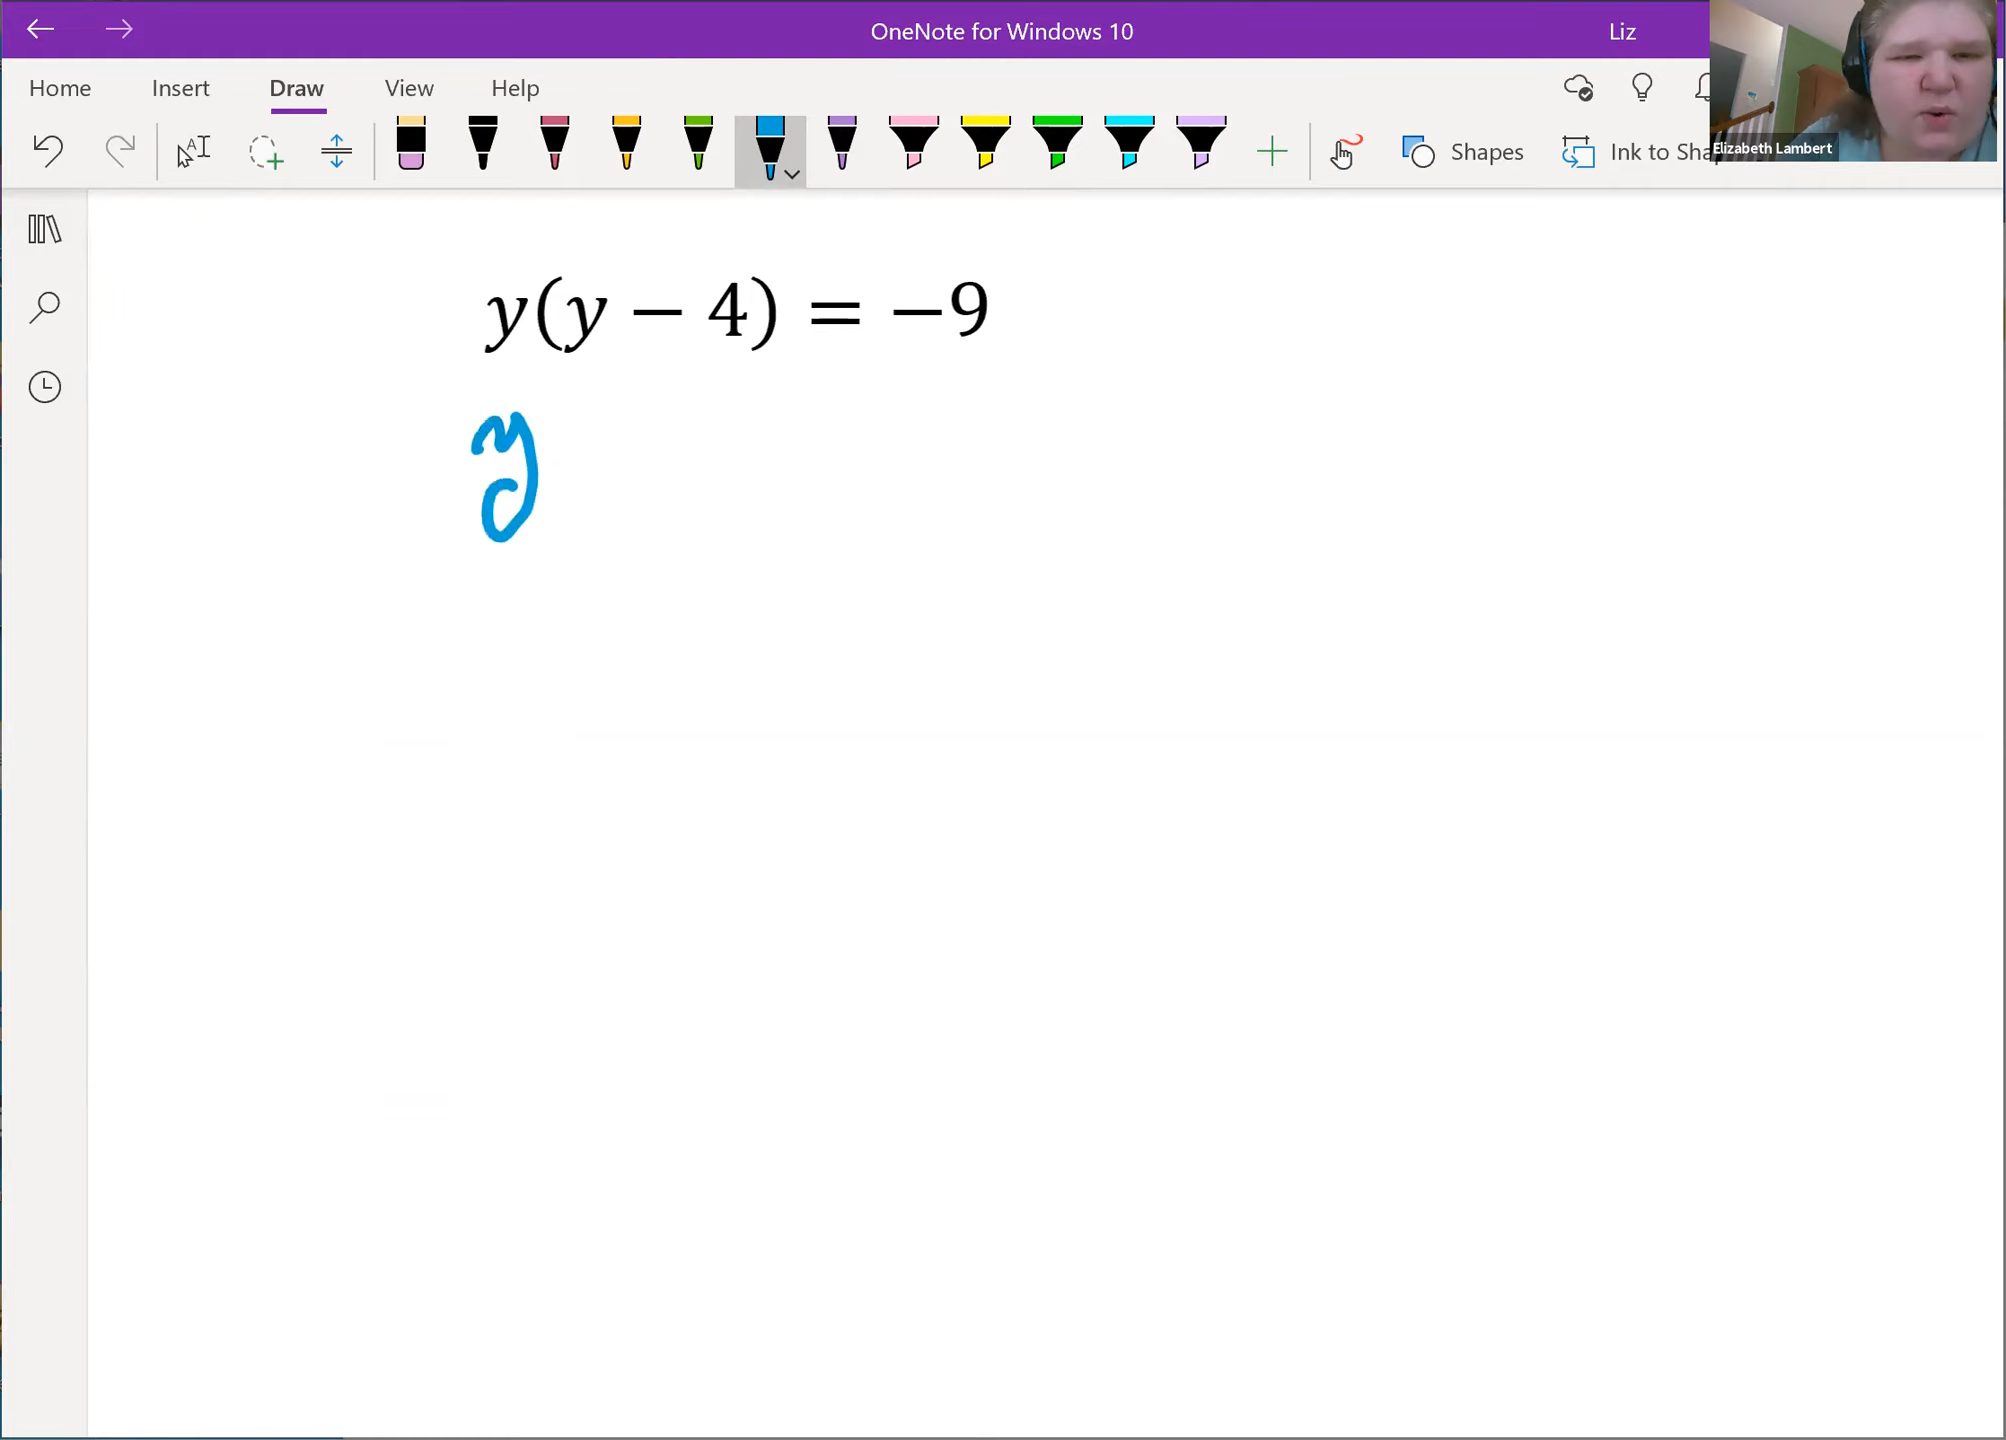 OneNote for Windows 10
Liz
Home Insert Draw View Help
Shapes
Ink to Sha
Elizabeth Lambert
y(y − 4) = −9
y